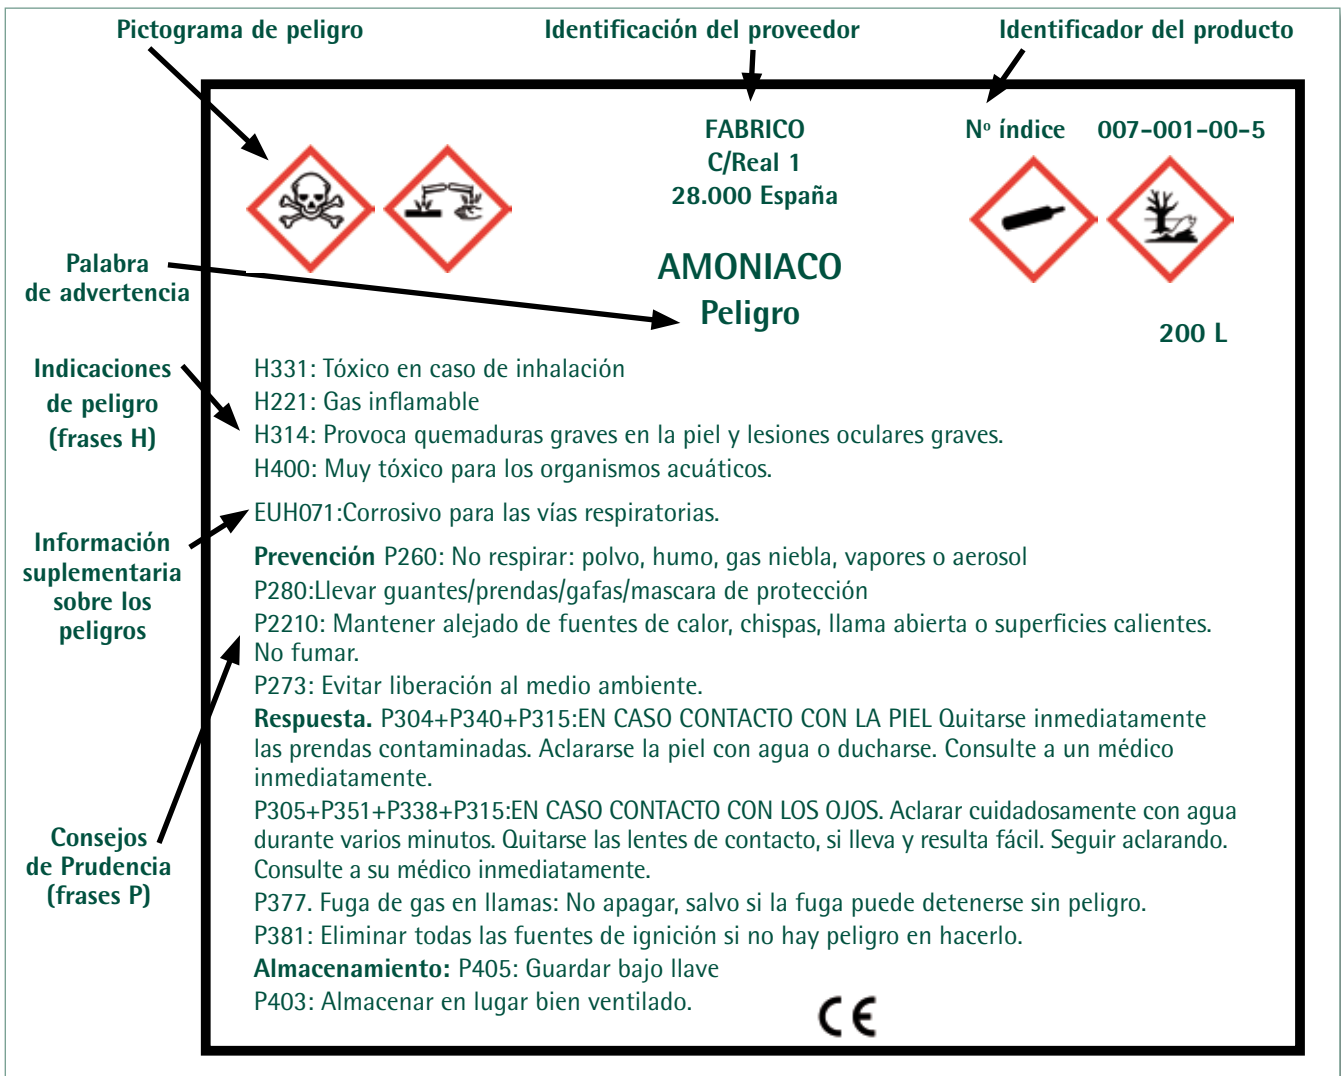 Pictograma de peligro
Identificación del proveedor
Identificador del producto
FABRICO
C/Real 1
28.000 España
Nº índice 007-001-00-5
AMONIACO
Peligro
200 L
Palabra
de advertencia
Indicaciones
de peligro
(frases H)
H331: Tóxico en caso de inhalación
H221: Gas inflamable
H314: Provoca quemaduras graves en la piel y lesiones oculares graves.
H400: Muy tóxico para los organismos acuáticos.
EUH071:Corrosivo para las vías respiratorias.
Información
suplementaria
sobre los
peligros
Prevención P260: No respirar: polvo, humo, gas niebla, vapores o aerosol
P280:Llevar guantes/prendas/gafas/mascara de protección
P2210: Mantener alejado de fuentes de calor, chispas, llama abierta o superficies calientes.
No fumar.
P273: Evitar liberación al medio ambiente.
Respuesta. P304+P340+P315:EN CASO CONTACTO CON LA PIEL Quitarse inmediatamente
las prendas contaminadas. Aclararse la piel con agua o ducharse. Consulte a un médico
inmediatamente.
P305+P351+P338+P315:EN CASO CONTACTO CON LOS OJOS. Aclarar cuidadosamente con agua
durante varios minutos. Quitarse las lentes de contacto, si lleva y resulta fácil. Seguir aclarando.
Consulte a su médico inmediatamente.
Consejos
de Prudencia
(frases P)
P377. Fuga de gas en llamas: No apagar, salvo si la fuga puede detenerse sin peligro.
P381: Eliminar todas las fuentes de ignición si no hay peligro en hacerlo.
Almacenamiento: P405: Guardar bajo llave
P403: Almacenar en lugar bien ventilado.
CE